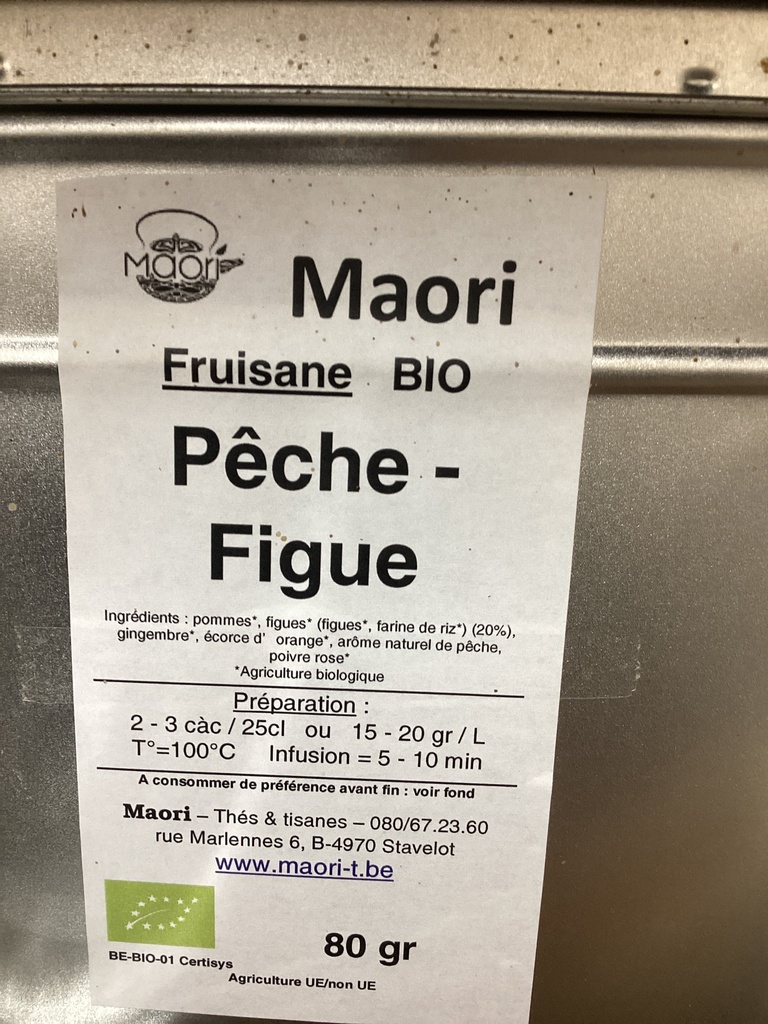 Maori
Maori
Fruisane BIO
Pêche -
Figue
Ingrédients : pommes*, figues* (figues*, farine de riz*) (20%),
gingembre*, écorce d' orange*, arôme naturel de pêche,
poivre rose*
*Agriculture biologique
Préparation :
2 - 3 càc / 25cl ou 15 - 20 gr / L
T°=100°C Infusion = 5 - 10 min
A consommer de préférence avant fin : voir fond
Maori – Thés & tisanes – 080/67.23.60
rue Marlennes 6, B-4970 Stavelot
www.maori-t.be
80 gr
BE-BIO-01 Certisys
Agriculture UE/non UE